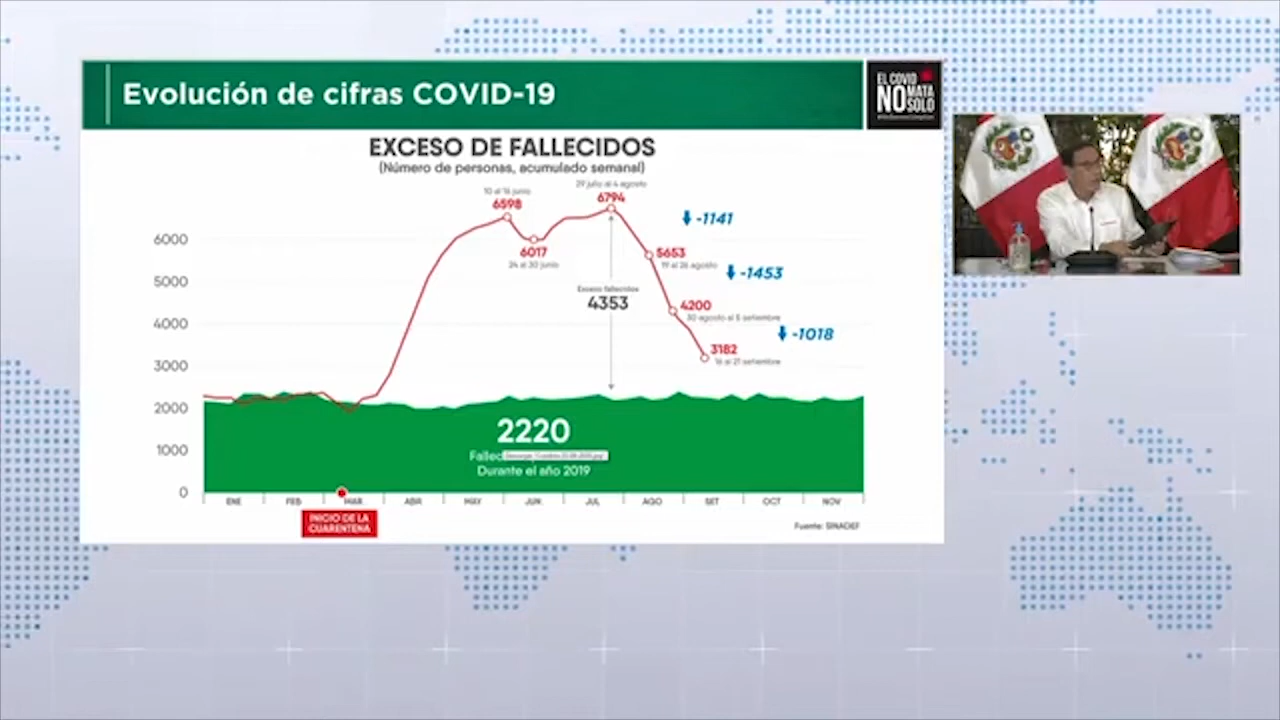 Evolución de cifras COVID-19
EL COVID
NO MATA
SOLO
EXCESO DE FALLECIDOS
(Número de personas, acumulado semanal)
10 al 16 junio
6598
29 julio al 4 agosto
6794
-1141
6000
6017
24 al 30 junio
5653
19 al 26 agosto
-1453
5000
Exceso fallecidos
4353
4200
30 agosto al 5 setiembre
-1018
4000
3182
16 al 21 setiembre
3000
2000
2220
Fallec
Durante el año 2019
1000
0
ENE FEB MAR ABR MAY JUN JUL AGO SET OCT NOV
INICIO DE LA
CUARENTENA
Fuente: SINADEF